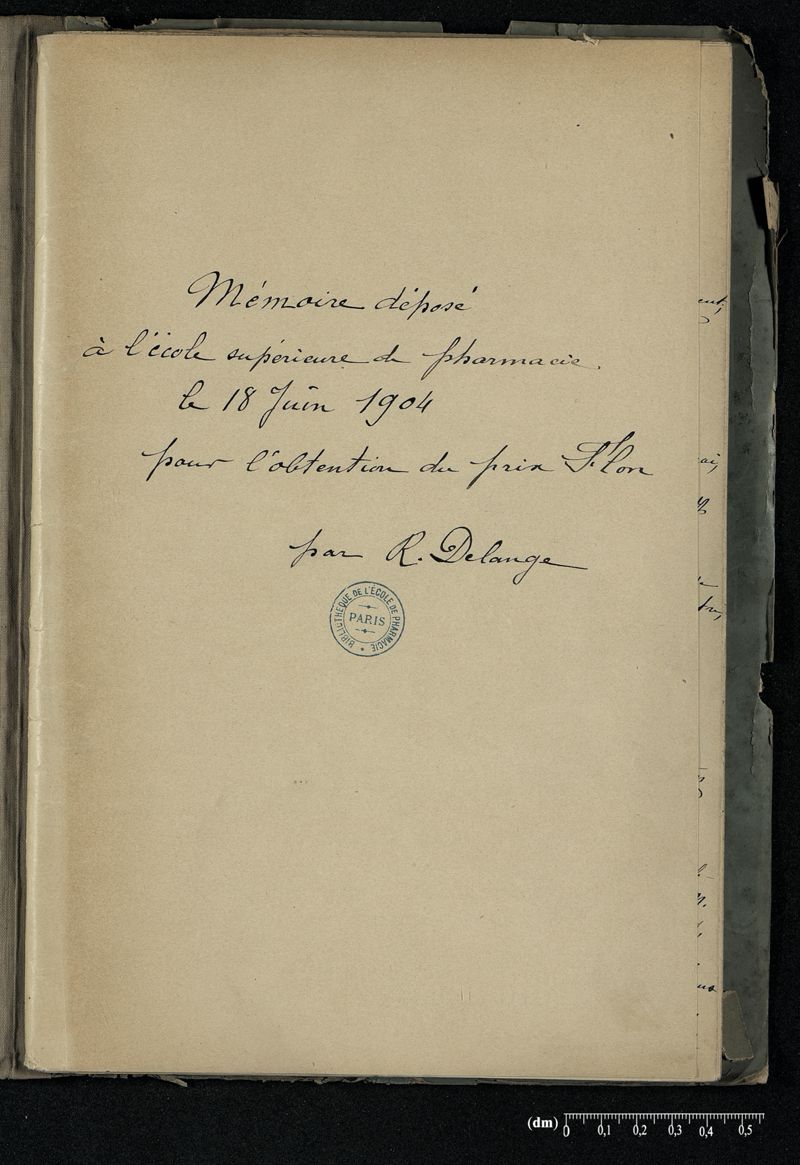 Mémoire déposé
à l'école supérieure de pharmacie
le 18 Juin 1904
pour l'obtention du prix Flon
par R. Delange
BIBLIOTHÈQUE DE L'ÉCOLE DE PHARMACIE
PARIS
(dm) 0 0,1 0,2 0,3 0,4 0,5